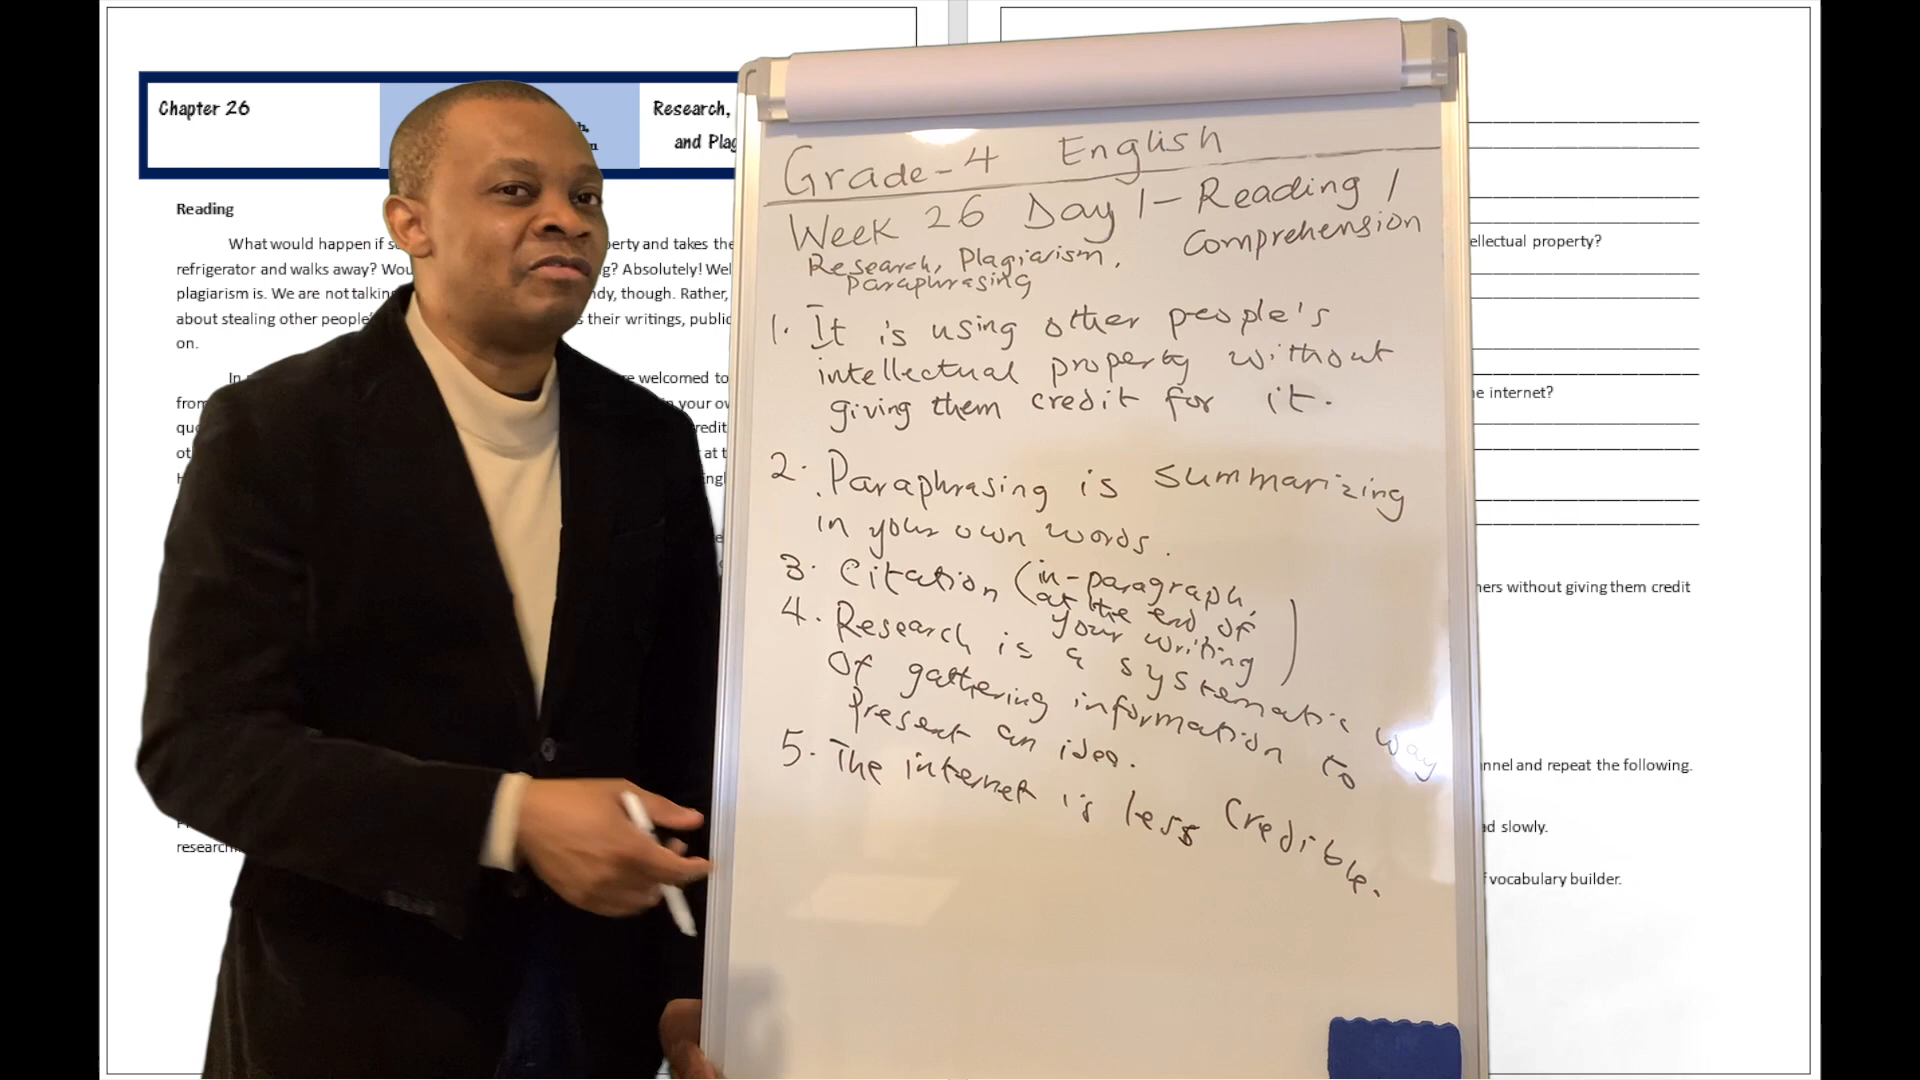 Chapter 26
Research,
and Plag
Reading
What would happen if s
perty and takes the
refrigerator and walks away? Wou
g? Absolutely! Wel
plagiarism is. We are not talkin
ndy, though. Rather,
about stealing other people'
s their writings, public
on.
In
re welcomed to
from
n your ow
quo
redit
ot
at t
H
ngl
research
Grade-4 English
Week 26 Day 1 - Reading /
Comprehension
Research, Plagiarism,
paraphrasing
1. It is using other people's
intellectual property without
giving them credit for it.
2. Paraphrasing is summarizing
in your own words.
3. Citation (in-paragraph,
at the end of
your writing)
4. Research is a systematic way
of gathering information to
present an idea.
5. The internet is less credible.
ellectual property?
e internet?
hers without giving them credit
nnel and repeat the following.
ad slowly.
f vocabulary builder.